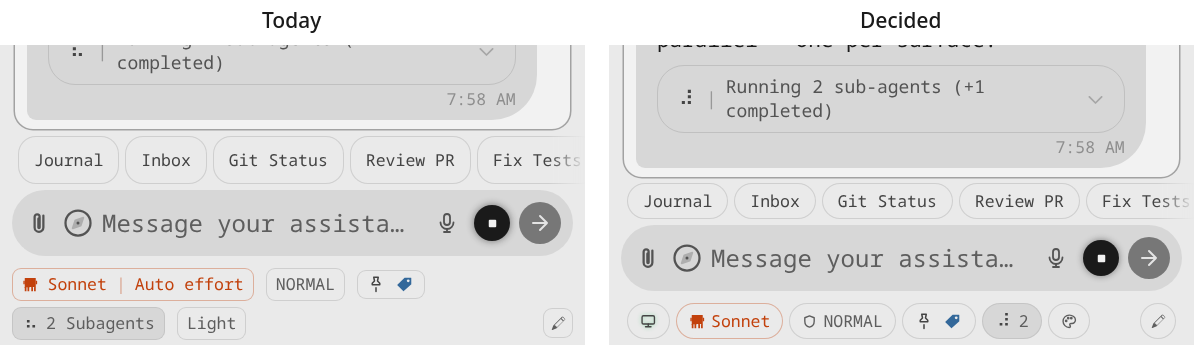 Today
completed)
7:58 AM
Journal
Inbox
Git Status
Review PR
Fix Tests
Message your assista…
Sonnet | Auto effort
NORMAL
2 Subagents
Light
Decided
parallel — one per surface.
Running 2 sub-agents (+1
completed)
7:58 AM
Journal
Inbox
Git Status
Review PR
Fix Tests
Message your assista…
Sonnet
NORMAL
2